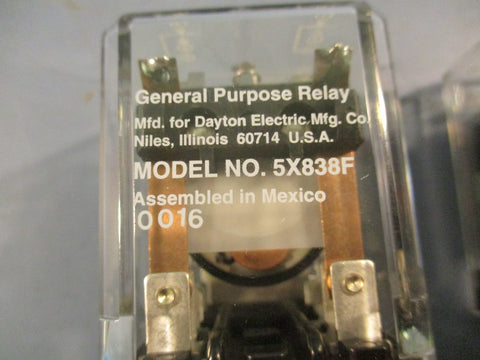 General Purpose Relay
Mfd. for Dayton Electric Mfg. Co.
Niles, Illinois 60714 U.S.A.
MODEL NO. 5X838F
Assembled in Mexico
0016